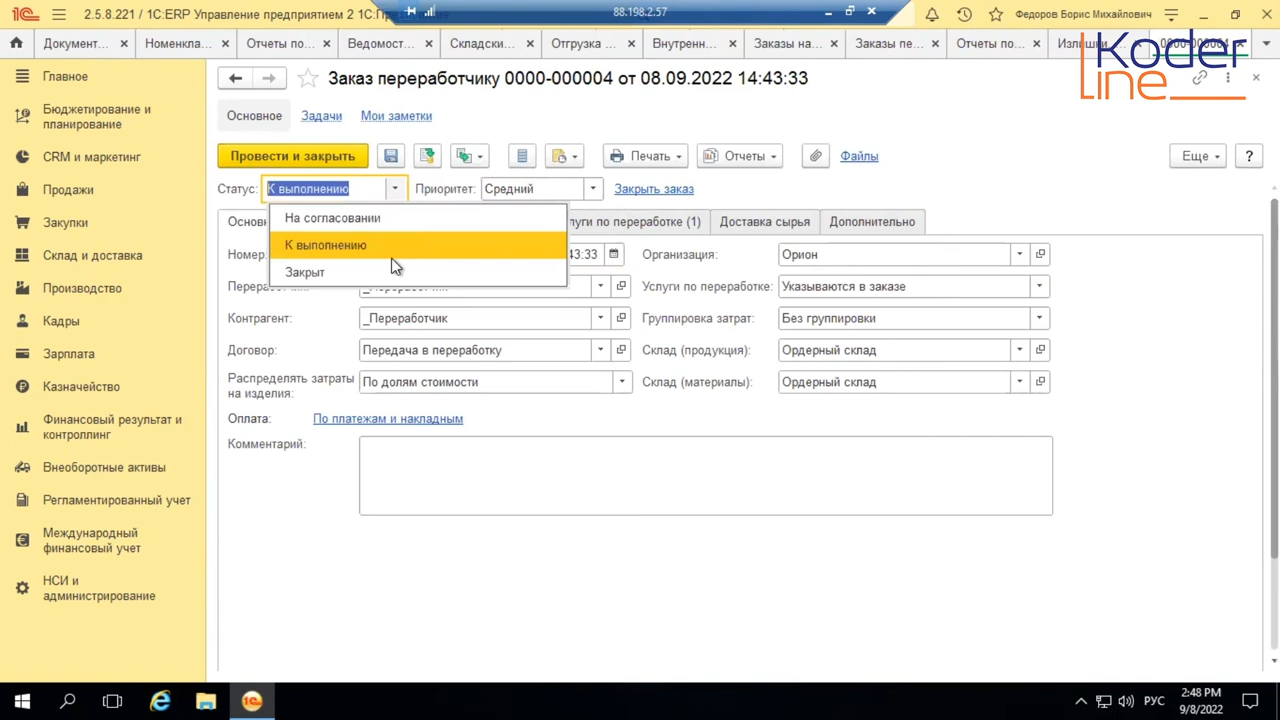 2.5.8.221 / 1С:ERP Управление предприятием 2 1С:Пр
88.198.2.57
Федоров Борис Михайлович
Документ...
Номенкла...
Отчеты по...
Ведомост...
Складски...
Отгрузка ...
Внутренн...
Заказы на...
Заказы пе...
Отчеты по...
Излишки
0000-000004
Koder
line
Главное
Бюджетирование и
планирование
CRM и маркетинг
Продажи
Закупки
Склад и доставка
Производство
Кадры
Зарплата
Казначейство
Финансовый результат и
контроллинг
Внеоборотные активы
Регламентированный учет
Международный
финансовый учет
НСИ и
администрирование
Заказ переработчику 0000-000004 от 08.09.2022 14:43:33
Основное
Задачи
Мои заметки
Провести и закрыть
Печать
Отчеты
Файлы
Еще
?
Статус:
К выполнению
Приоритет:
Средний
Закрыть заказ
На согласовании
К выполнению
Закрыт
Основ
луги по переработке (1)
Доставка сырья
Дополнительно
Номер:
43:33
Организация:
Орион
Переработчик:
Услуги по переработке:
Указываются в заказе
Контрагент:
_Переработчик
Группировка затрат:
Без группировки
Договор:
Передача в переработку
Склад (продукция):
Ордерный склад
Распределять затраты
на изделия:
По долям стоимости
Склад (материалы):
Ордерный склад
Оплата:
По платежам и накладным
Комментарий:
РУС
2:48 PM
9/8/2022